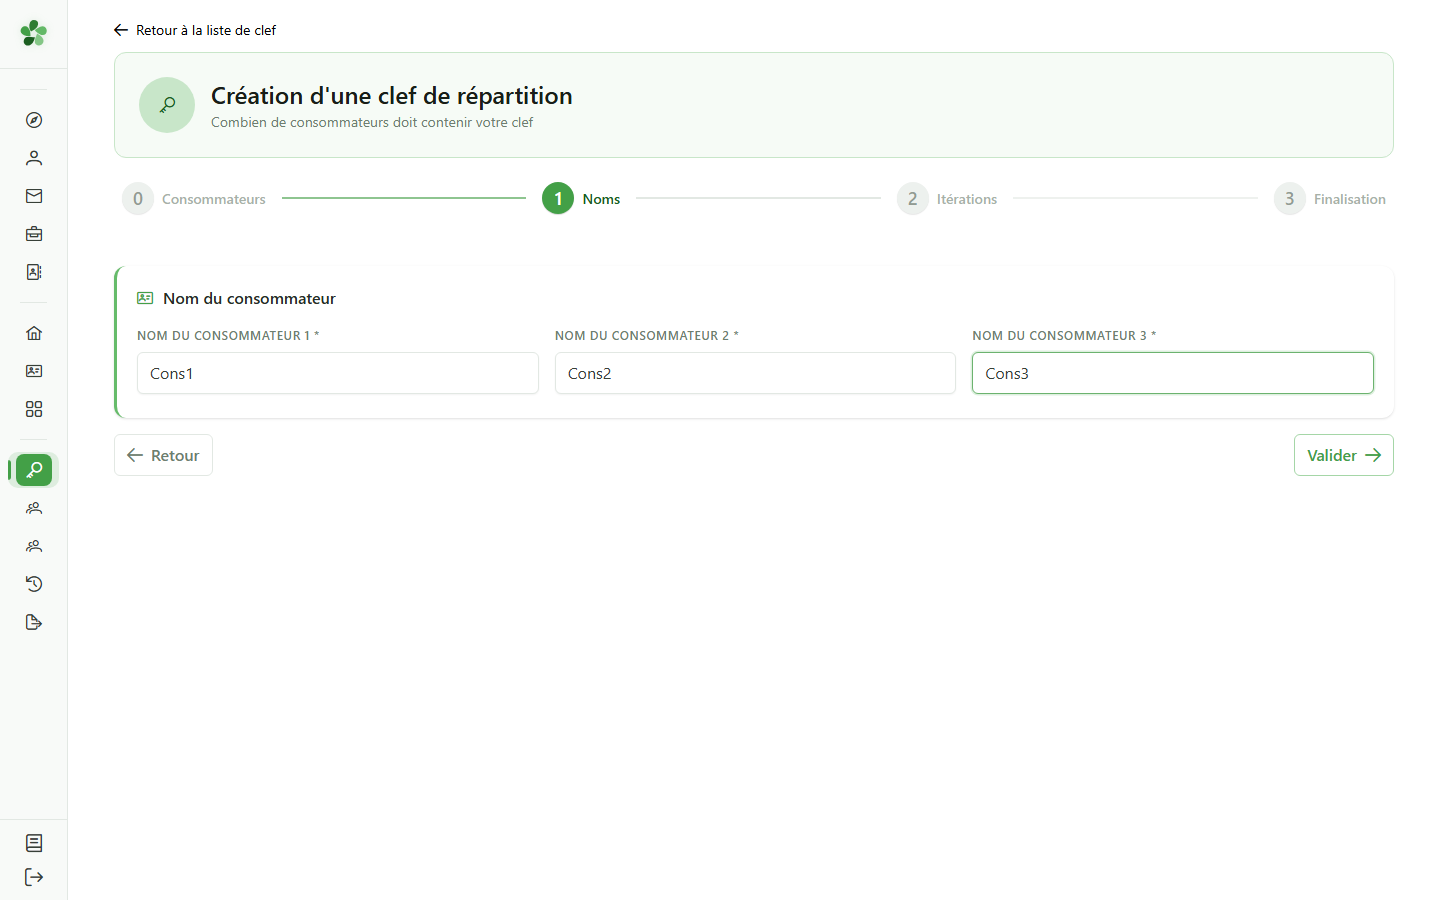 Retour à la liste de clef
Création d'une clef de répartition
Combien de consommateurs doit contenir votre clef
0 Consommateurs 1 Noms 2 Itérations 3 Finalisation
Nom du consommateur
NOM DU CONSOMMATEUR 1 * NOM DU CONSOMMATEUR 2 * NOM DU CONSOMMATEUR 3 *
Cons1 Cons2 Cons3
Retour Valider